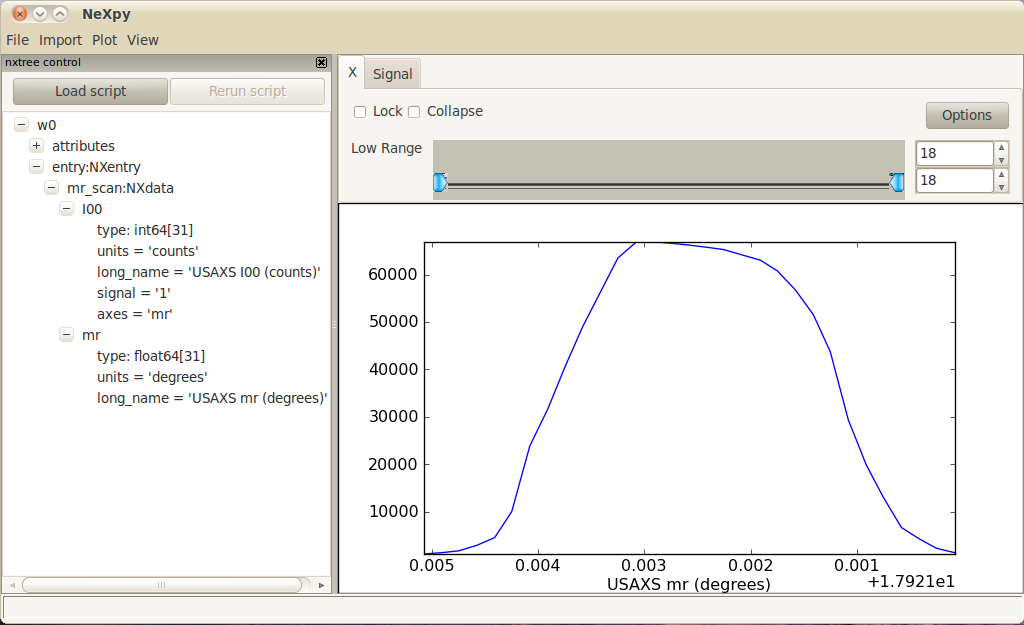 NeXpy
File Import Plot View
nxtree control
Load script
Rerun script
w0
attributes
entry:NXentry
mr_scan:NXdata
I00
type: int64[31]
units = 'counts'
long_name = 'USAXS I00 (counts)'
signal = '1'
axes = 'mr'
mr
type: float64[31]
units = 'degrees'
long_name = 'USAXS mr (degrees)'
X
Signal
Lock
Collapse
Options
Low Range
18
18
60000
50000
40000
30000
20000
10000
0.005 0.004 0.003 0.002 0.001
USAXS mr (degrees)
+1.7921e1